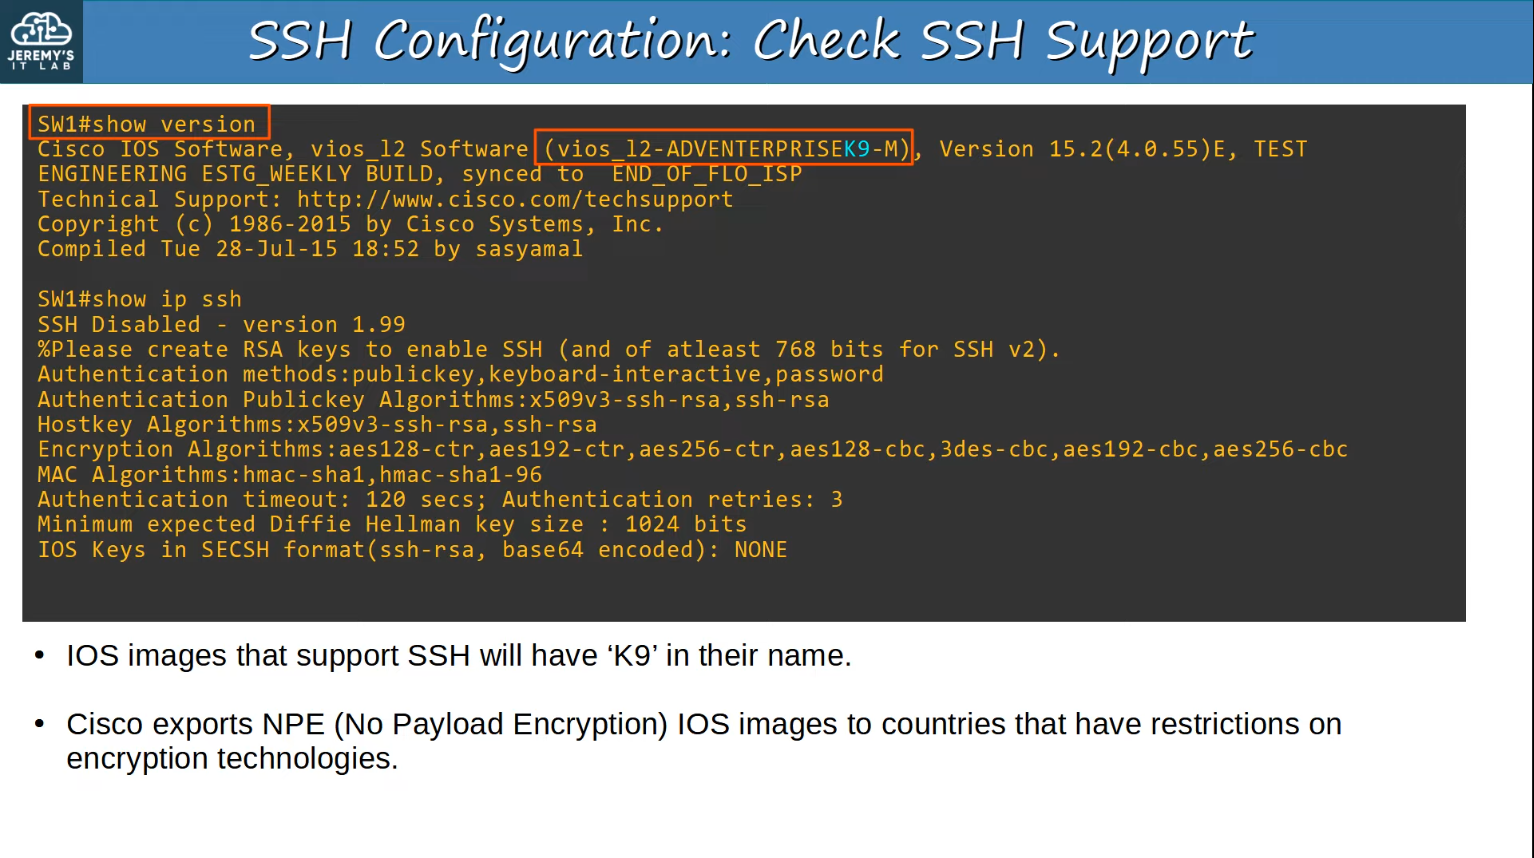 JEREMY'S
IT LAB
SSH Configuration: Check SSH Support
SW1#show version
Cisco IOS Software, vios_l2 Software (vios_l2-ADVENTERPRISEK9-M), Version 15.2(4.0.55)E, TEST
ENGINEERING ESTG_WEEKLY BUILD, synced to  END_OF_FLO_ISP
Technical Support: http://www.cisco.com/techsupport
Copyright (c) 1986-2015 by Cisco Systems, Inc.
Compiled Tue 28-Jul-15 18:52 by sasyamal
SW1#show ip ssh
SSH Disabled - version 1.99
%Please create RSA keys to enable SSH (and of atleast 768 bits for SSH v2).
Authentication methods:publickey,keyboard-interactive,password
Authentication Publickey Algorithms:x509v3-ssh-rsa,ssh-rsa
Hostkey Algorithms:x509v3-ssh-rsa,ssh-rsa
Encryption Algorithms:aes128-ctr,aes192-ctr,aes256-ctr,aes128-cbc,3des-cbc,aes192-cbc,aes256-cbc
MAC Algorithms:hmac-sha1,hmac-sha1-96
Authentication timeout: 120 secs; Authentication retries: 3
Minimum expected Diffie Hellman key size : 1024 bits
IOS Keys in SECSH format(ssh-rsa, base64 encoded): NONE
• IOS images that support SSH will have ‘K9’ in their name.
• Cisco exports NPE (No Payload Encryption) IOS images to countries that have restrictions on
encryption technologies.